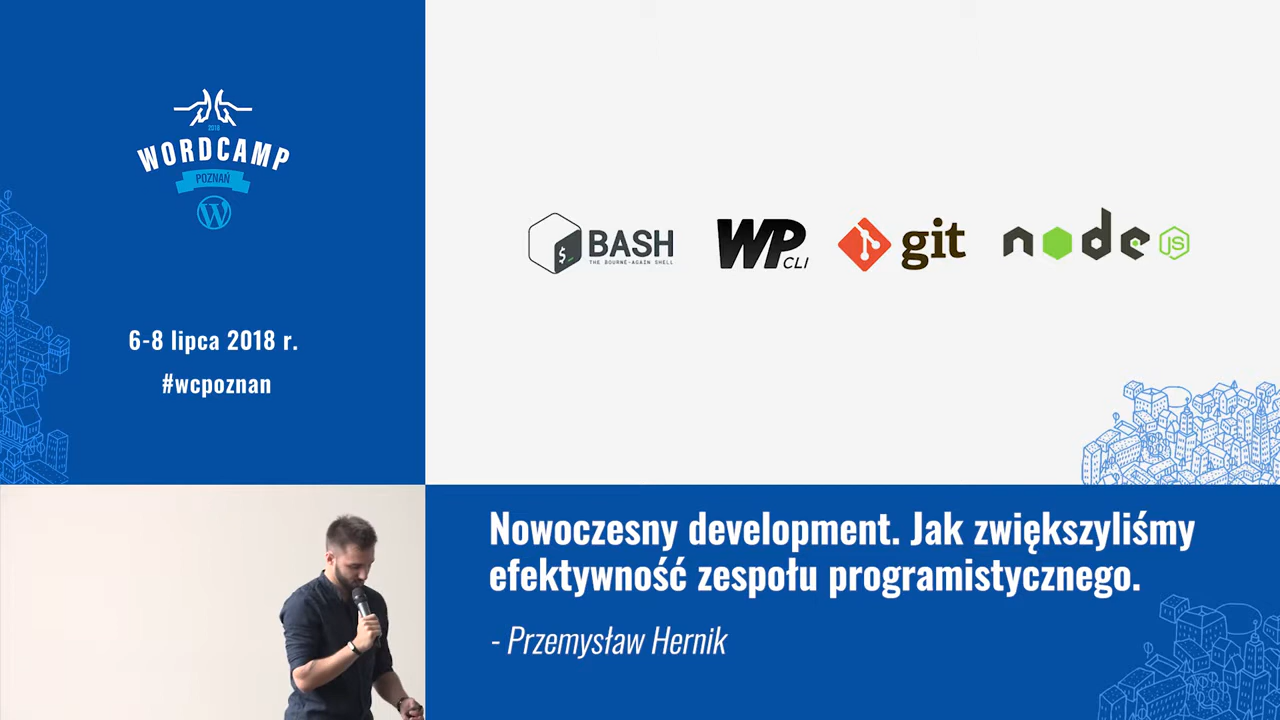 2018
WORDCAMP
POZNAŃ
W
6-8 lipca 2018 r.
#wcpoznan
$_
BASH
THE BOURNE-AGAIN SHELL
WP
CLI
git
node
JS
Nowoczesny development. Jak zwiększyliśmy
efektywność zespołu programistycznego.
- Przemysław Hernik